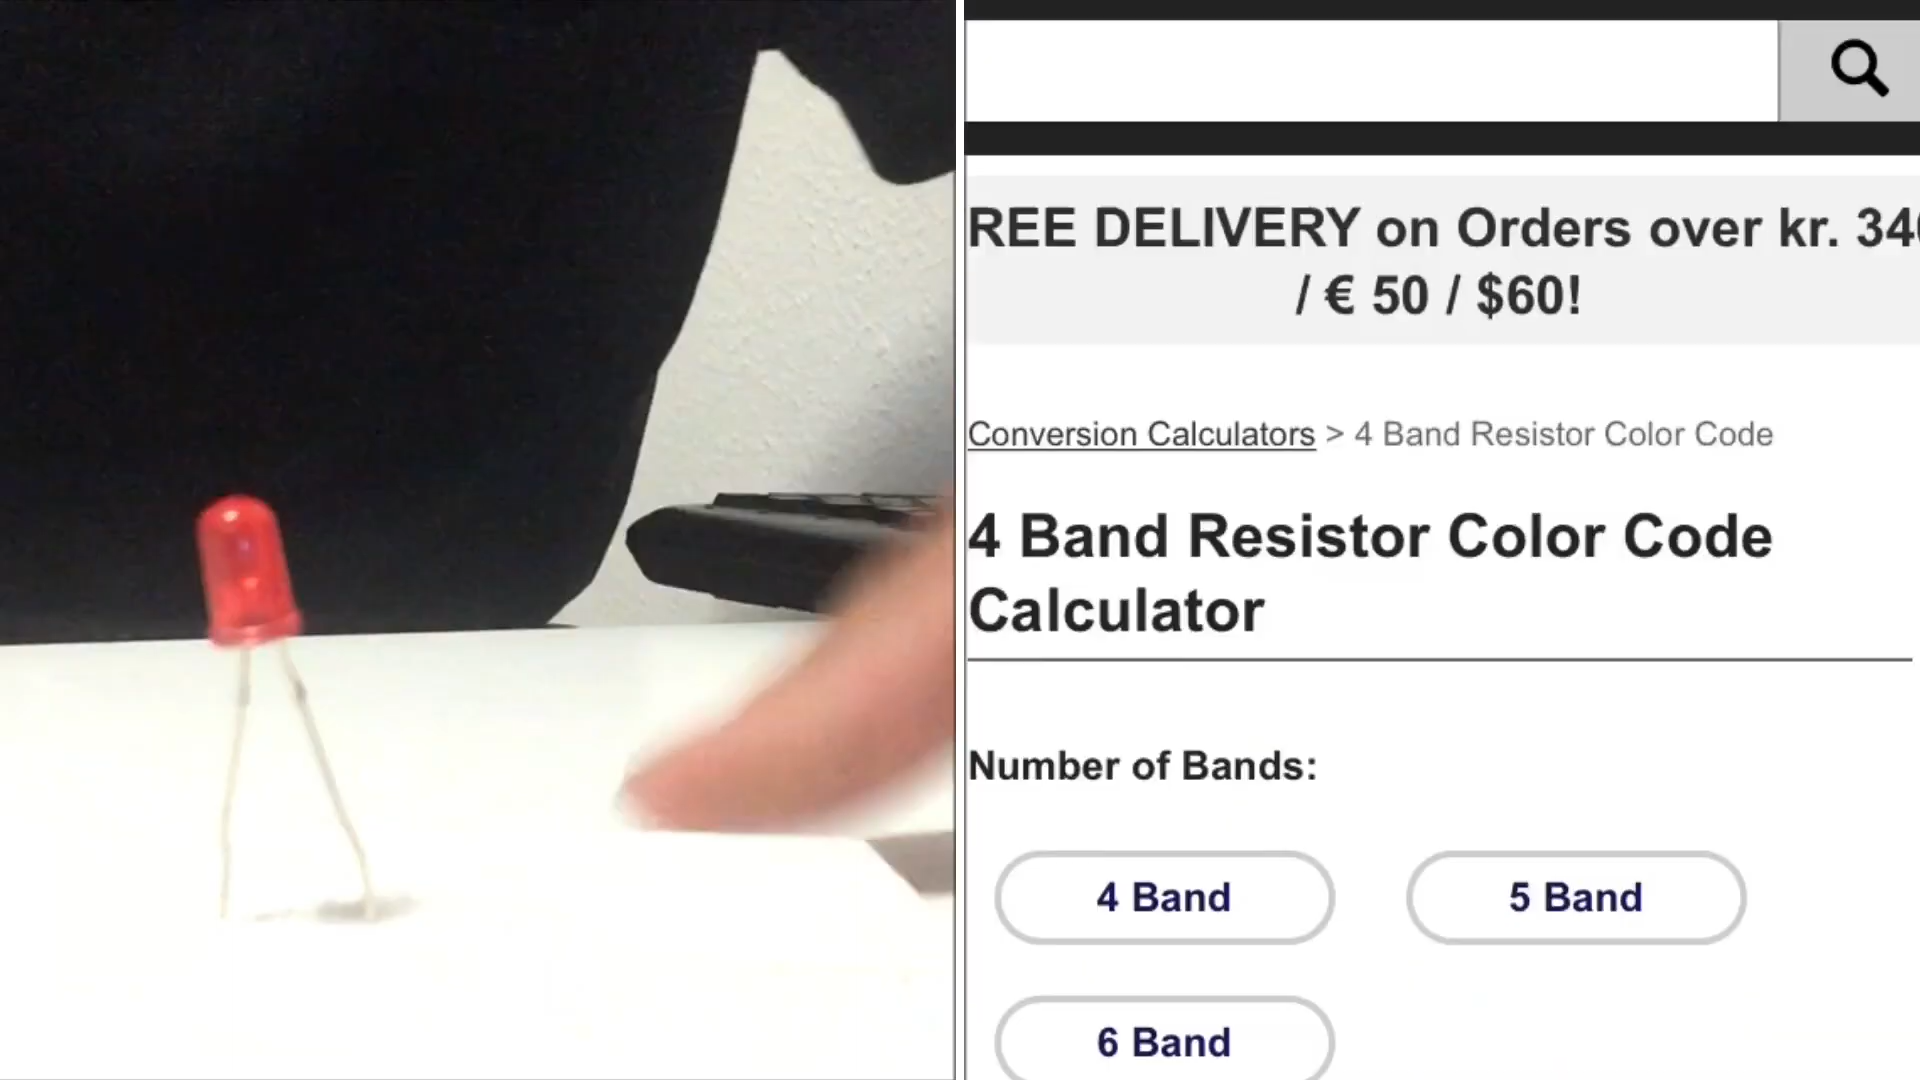 REE DELIVERY on Orders over kr. 340
/ € 50 / $60!
Conversion Calculators > 4 Band Resistor Color Code
4 Band Resistor Color Code
Calculator
Number of Bands:
4 Band
5 Band
6 Band